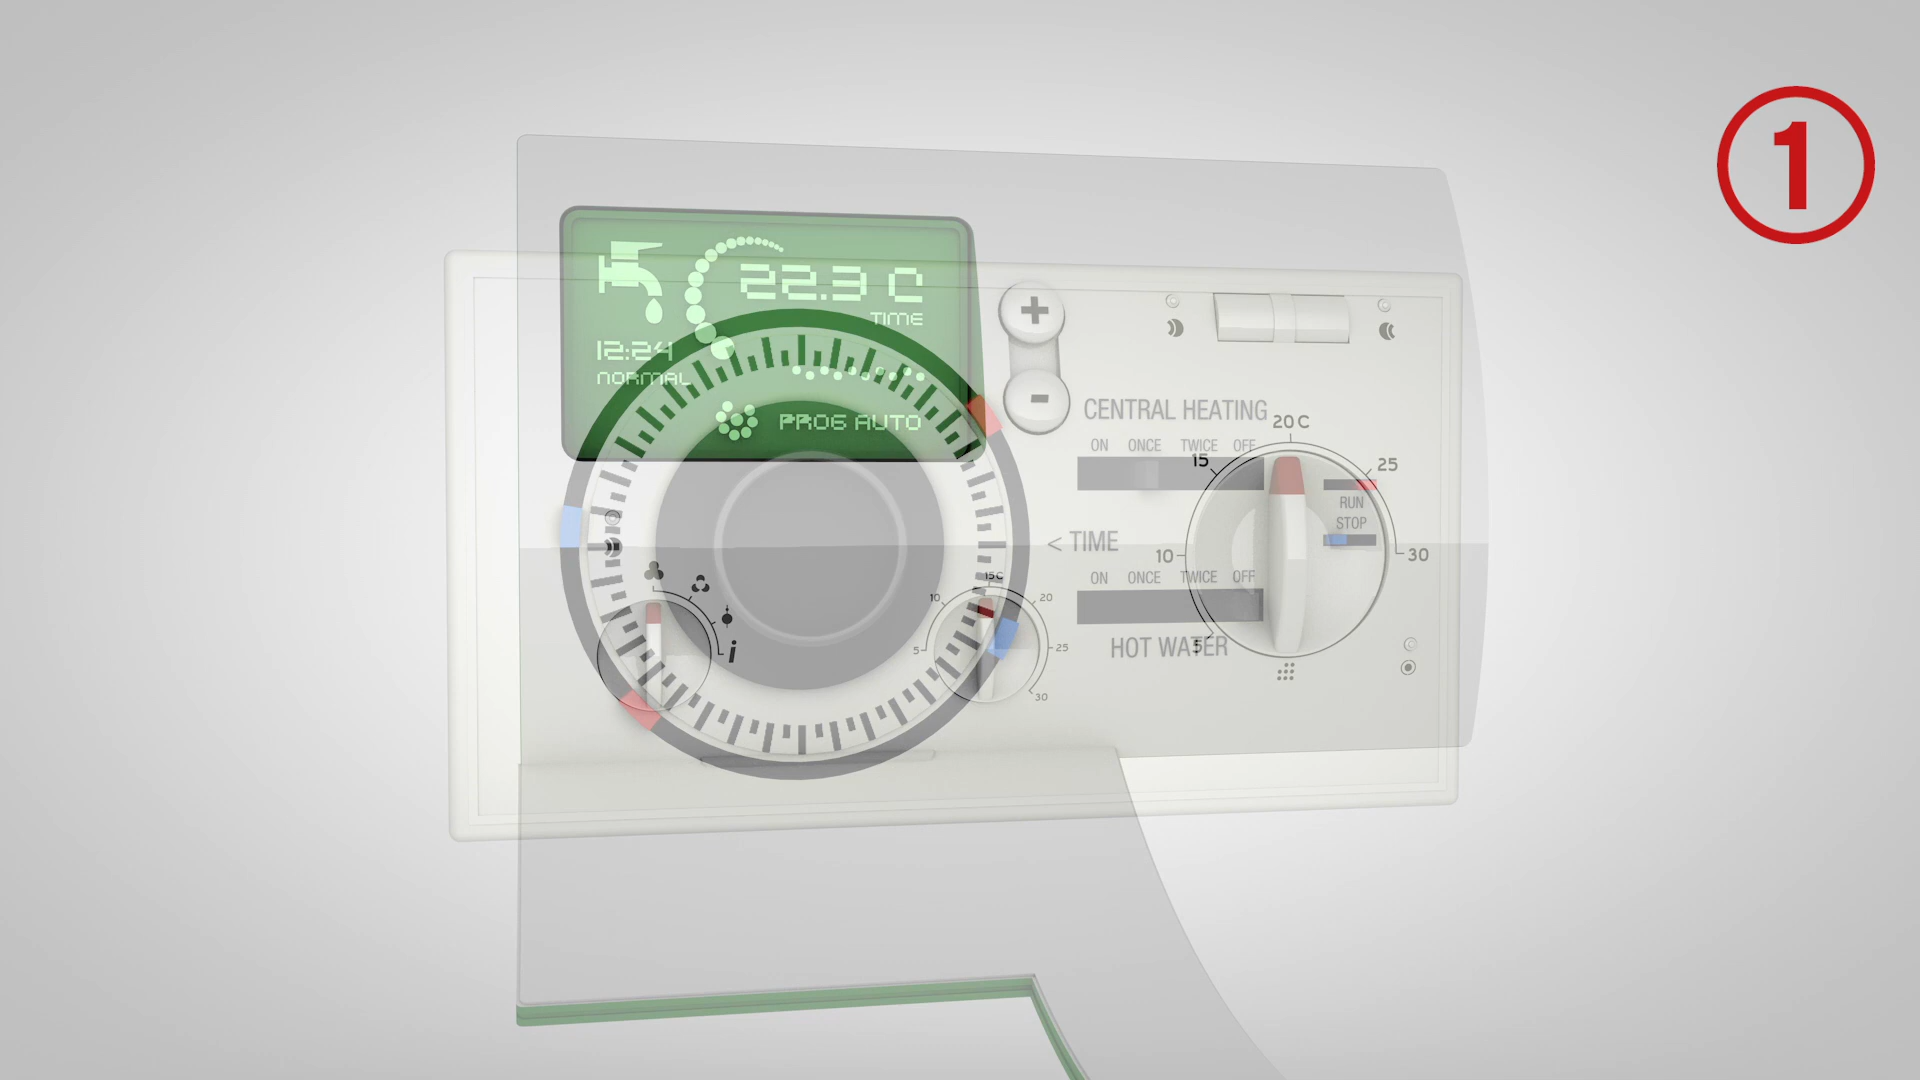 1
22.3 C
TIME
12:24
NORMAL
PROG AUTO
+
-
CENTRAL HEATING
ON ONCE TWICE OFF
RUN
STOP
< TIME
ON ONCE TWICE OFF
HOT WATER
5 10 15 20 C 25 30
i
5 10 15C 20 25 30